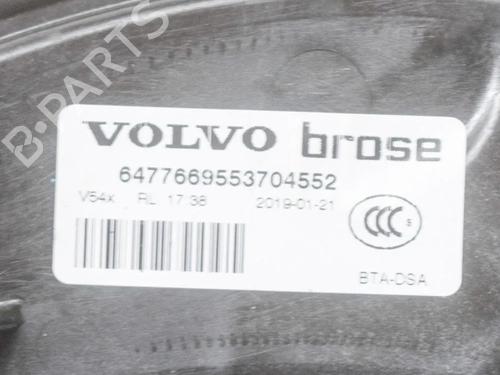 B-PARTS
VOLVO brose
6477669553704552
V54x RL 17:38 2019-01-21
CCC S
BTA-DSA